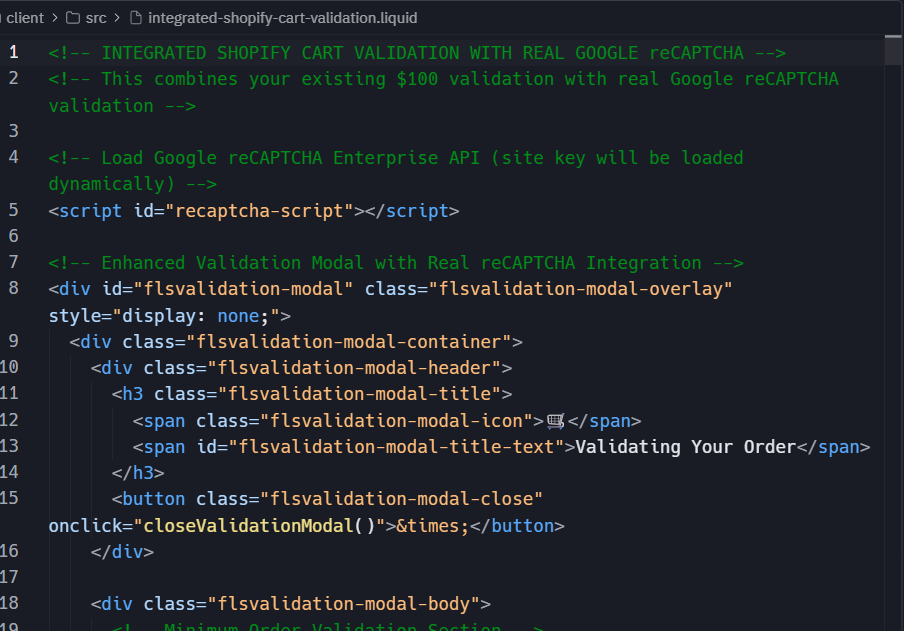 client > src > integrated-shopify-cart-validation.liquid
1 <!-- INTEGRATED SHOPIFY CART VALIDATION WITH REAL GOOGLE reCAPTCHA -->
2 <!-- This combines your existing $100 validation with real Google reCAPTCHA
validation -->
3
4 <!-- Load Google reCAPTCHA Enterprise API (site key will be loaded
dynamically) -->
5 <script id="recaptcha-script"></script>
6
7 <!-- Enhanced Validation Modal with Real reCAPTCHA Integration -->
8 <div id="flsvalidation-modal" class="flsvalidation-modal-overlay"
style="display: none;">
9 <div class="flsvalidation-modal-container">
10 <div class="flsvalidation-modal-header">
11 <h3 class="flsvalidation-modal-title">
12 <span class="flsvalidation-modal-icon">🛒</span>
13 <span id="flsvalidation-modal-title-text">Validating Your Order</span>
14 </h3>
15 <button class="flsvalidation-modal-close"
onclick="closeValidationModal()">&times;</button>
16 </div>
17
18 <div class="flsvalidation-modal-body">
19 <!-- Minimum Order Validation Section -->